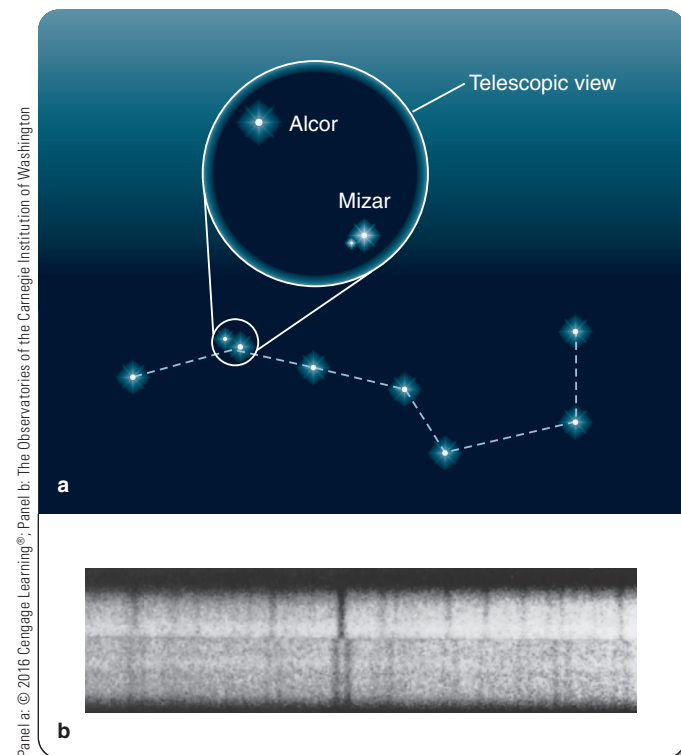 Telescopic view
Alcor
Mizar
a
b
Panel a: © 2016 Cengage Learning®; Panel b: The Observatories of the Carnegie Institution of Washington